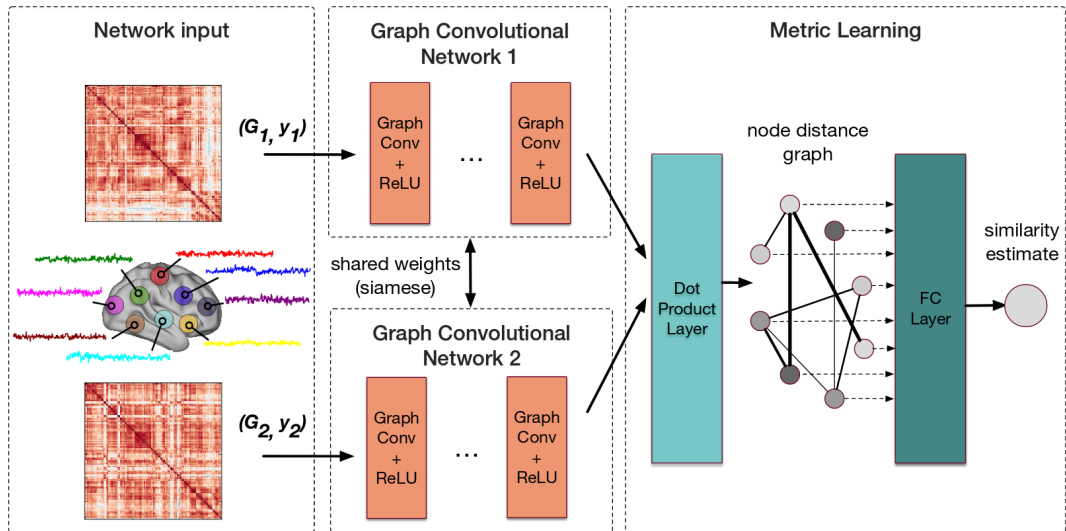 Network input
(G1, y1)
(G2, y2)
Graph Convolutional
Network 1
Graph
Conv
+
ReLU
...
Graph
Conv
+
ReLU
shared weights
(siamese)
Graph Convolutional
Network 2
Graph
Conv
+
ReLU
...
Graph
Conv
+
ReLU
Metric Learning
Dot
Product
Layer
node distance
graph
FC
Layer
similarity
estimate